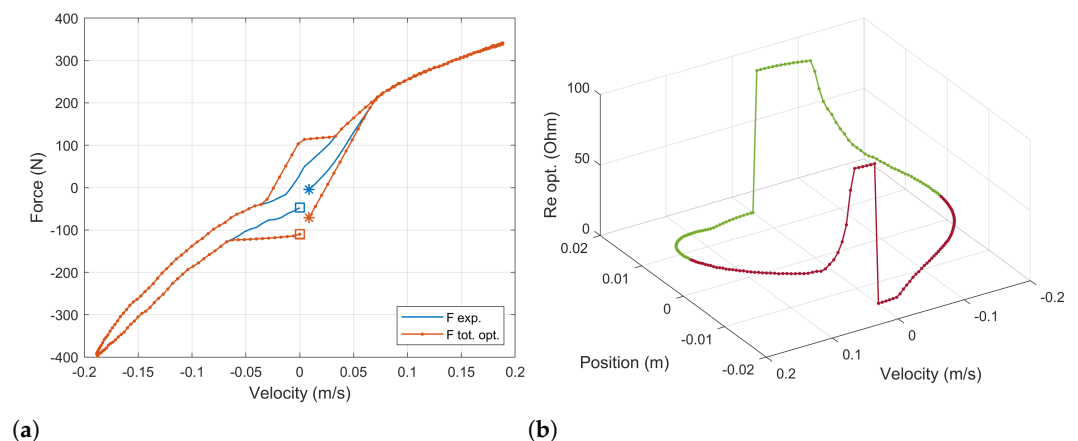 400
300
200
100
0
-100
-200
-300
-400
Force (N)
-0.2 -0.15 -0.1 -0.05 0 0.05 0.1 0.15 0.2
Velocity (m/s)
F exp.
F tot. opt.
(a)
100
50
0
Re opt. (Ohm)
0.02
0.01
0
-0.01
-0.02
Position (m)
0.2
0.1
0
-0.1
-0.2
Velocity (m/s)
(b)